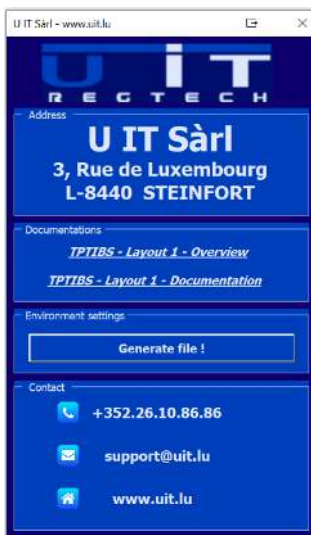 U IT Sàrl - www.uit.lu
U IT
REGTECH
Address
U IT Sàrl
3, Rue de Luxembourg
L-8440 STEINFORT
Documentations
TPTIBS - Layout 1 - Overview
TPTIBS - Layout 1 - Documentation
Environment settings
Generate file !
Contact
+352.26.10.86.86
support@uit.lu
www.uit.lu